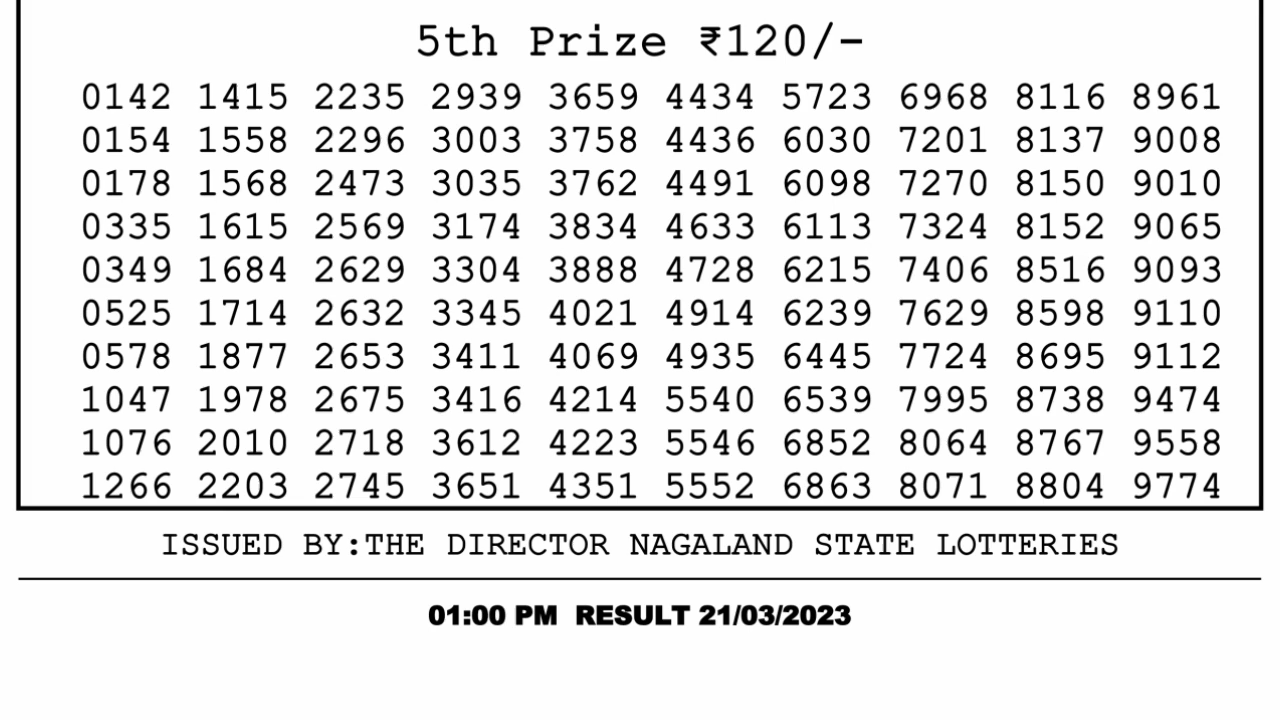 5th Prize ₹120/-
0142 1415 2235 2939 3659 4434 5723 6968 8116 8961
0154 1558 2296 3003 3758 4436 6030 7201 8137 9008
0178 1568 2473 3035 3762 4491 6098 7270 8150 9010
0335 1615 2569 3174 3834 4633 6113 7324 8152 9065
0349 1684 2629 3304 3888 4728 6215 7406 8516 9093
0525 1714 2632 3345 4021 4914 6239 7629 8598 9110
0578 1877 2653 3411 4069 4935 6445 7724 8695 9112
1047 1978 2675 3416 4214 5540 6539 7995 8738 9474
1076 2010 2718 3612 4223 5546 6852 8064 8767 9558
1266 2203 2745 3651 4351 5552 6863 8071 8804 9774
ISSUED BY:THE DIRECTOR NAGALAND STATE LOTTERIES
01:00 PM RESULT 21/03/2023